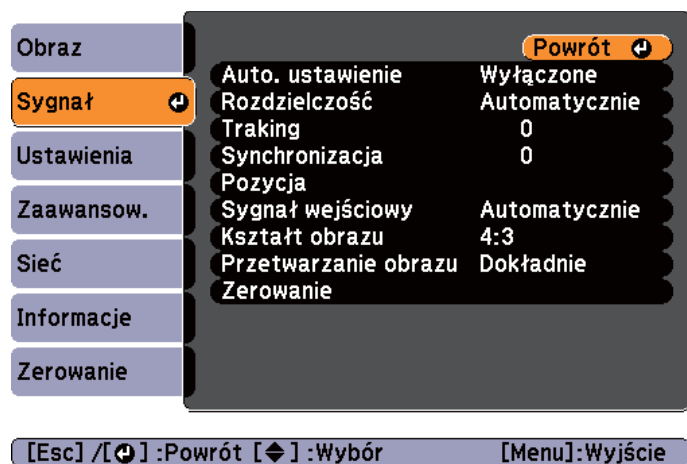 Obraz
Sygnał
Ustawienia
Zaawansow.
Sieć
Informacje
Zerowanie
Powrót
Auto. ustawienie Wyłączone
Rozdzielczość Automatycznie
Traking 0
Synchronizacja 0
Pozycja
Sygnał wejściowy Automatycznie
Kształt obrazu 4:3
Przetwarzanie obrazu Dokładnie
Zerowanie
[Esc] /[⏎] :Powrót [◆] :Wybór [Menu]:Wyjście